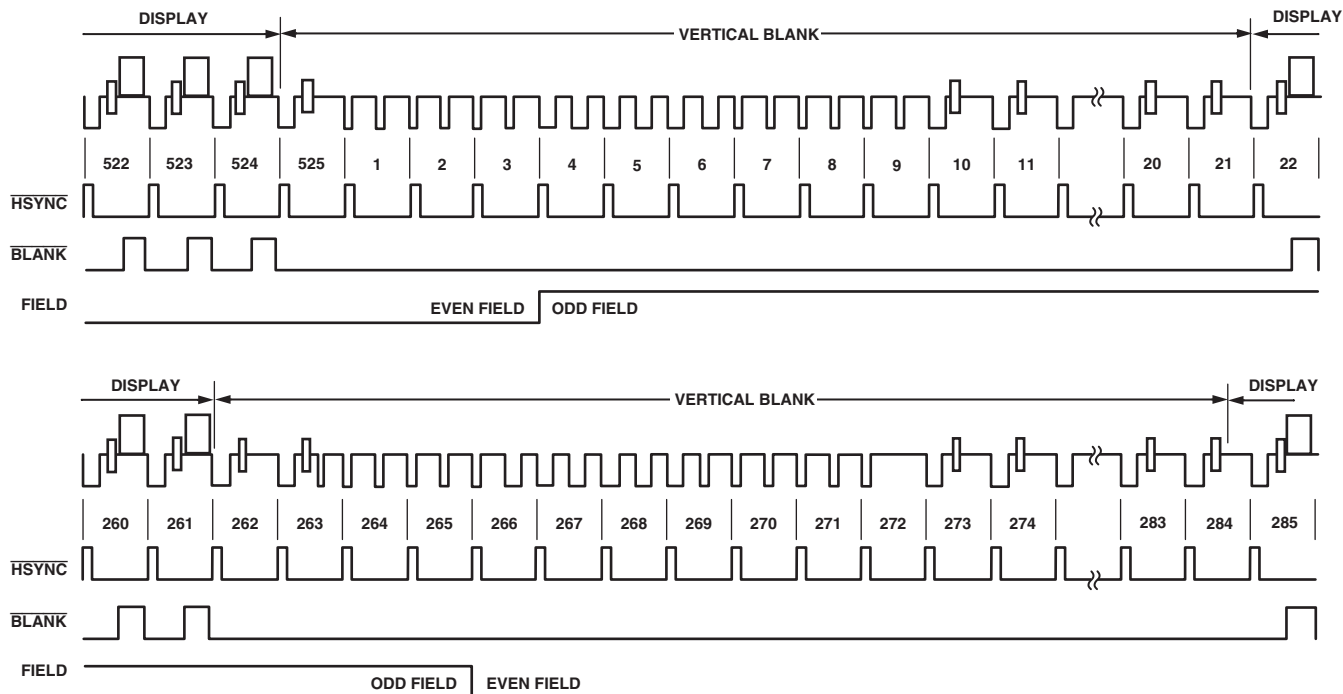 DISPLAY VERTICAL BLANK DISPLAY
522 523 524 525 1 2 3 4 5 6 7 8 9 10 11 20 21 22
HSYNC
BLANK
FIELD EVEN FIELD ODD FIELD
DISPLAY VERTICAL BLANK DISPLAY
260 261 262 263 264 265 266 267 268 269 270 271 272 273 274 283 284 285
HSYNC
BLANK
FIELD ODD FIELD EVEN FIELD